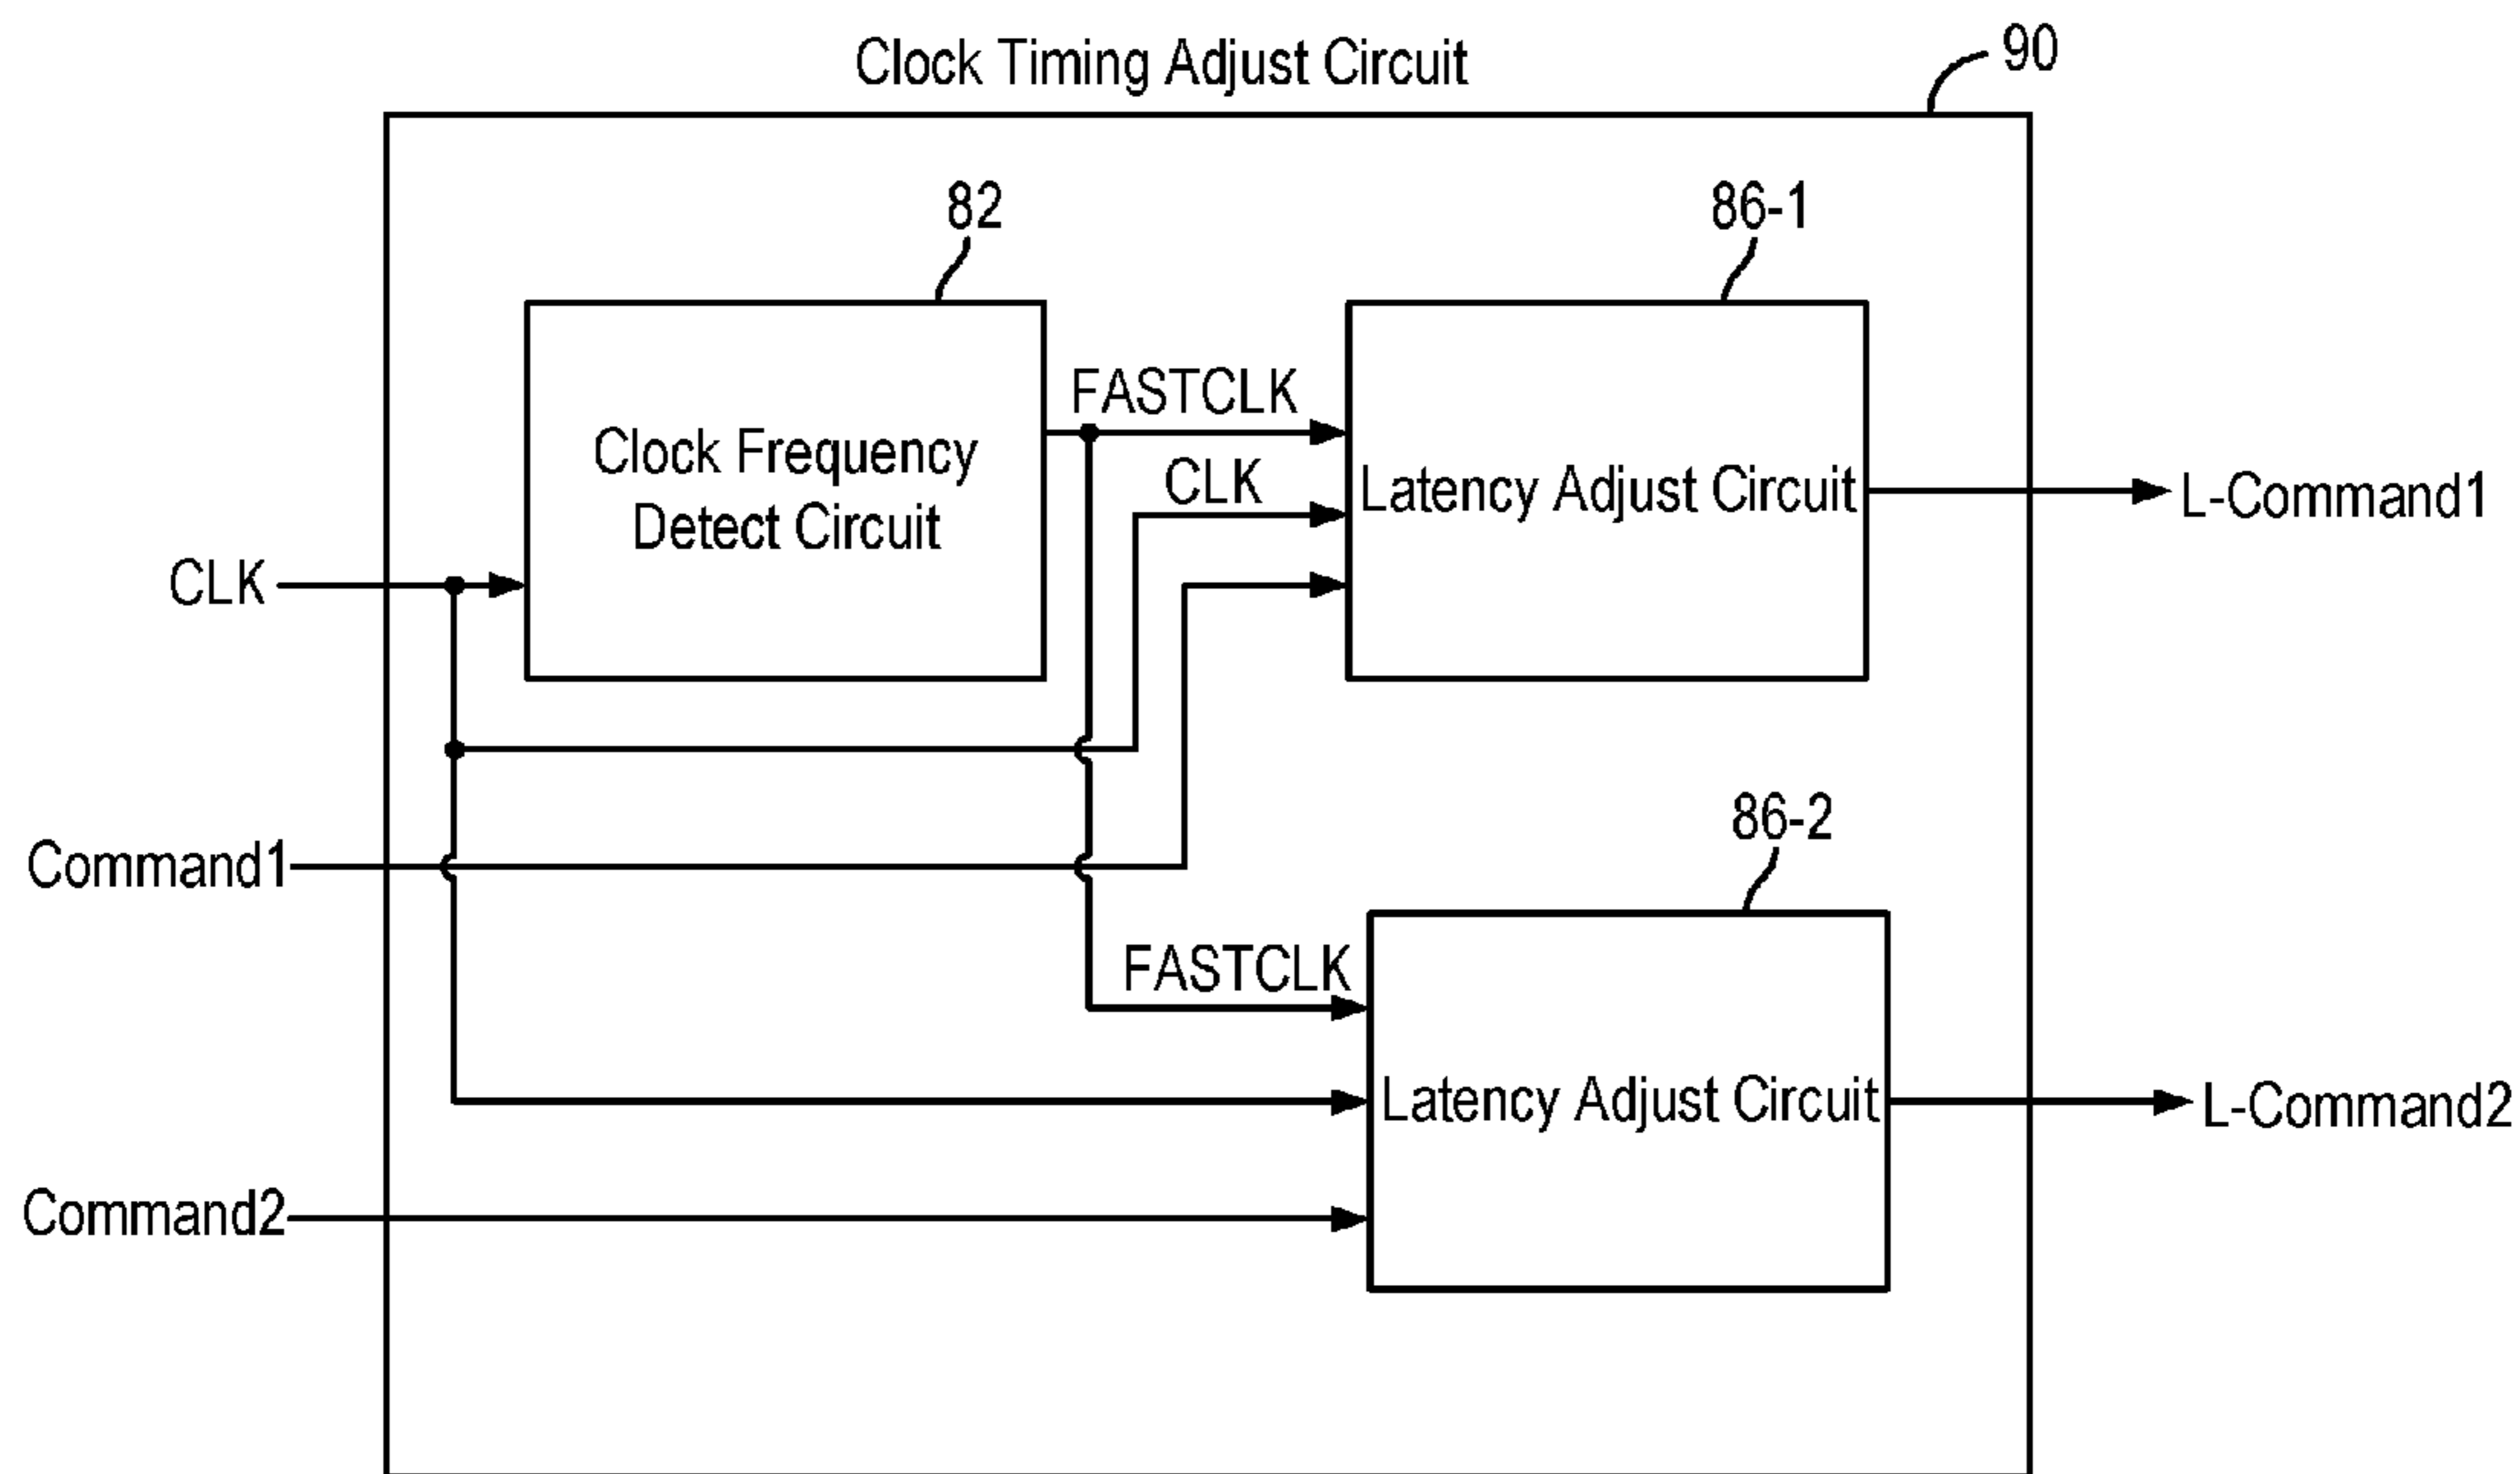 Clock Timing Adjust Circuit
90
82
86-1
FASTCLK
Clock Frequency
Detect Circuit
CLK
Latency Adjust Circuit
L-Command1
CLK
Command1
86-2
FASTCLK
Latency Adjust Circuit
L-Command2
Command2